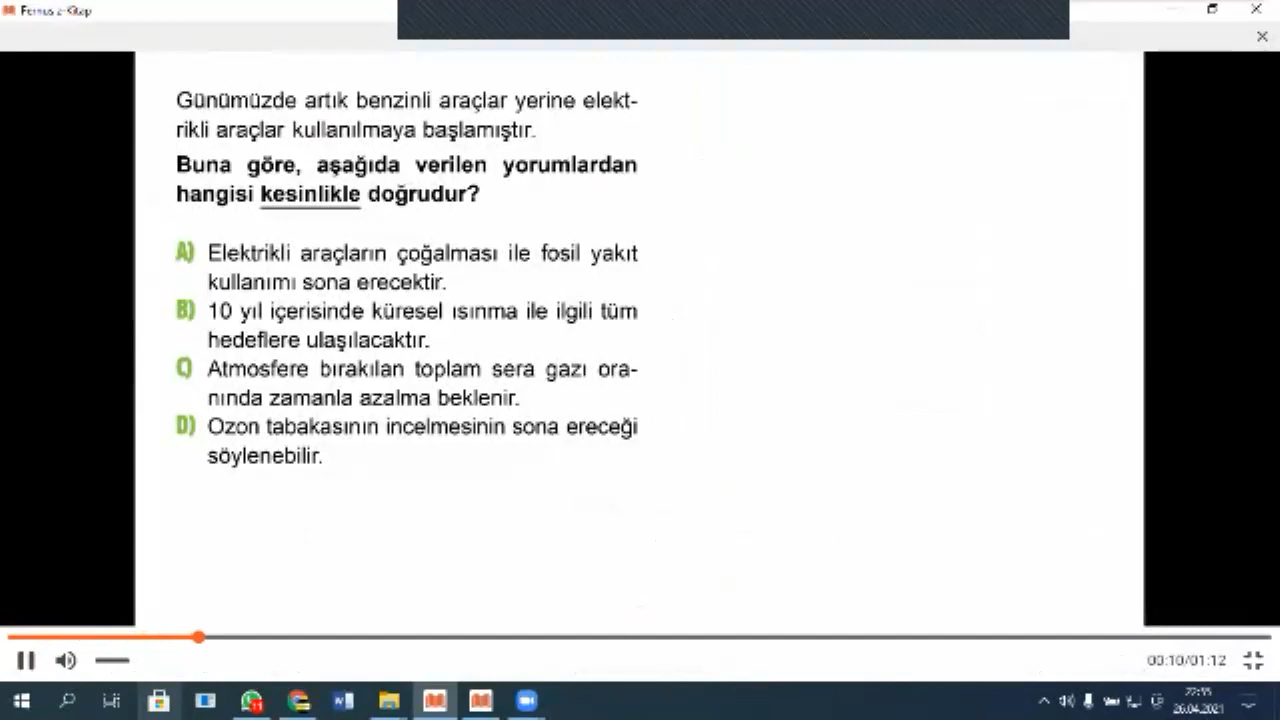 Fernus z-Kitap
Günümüzde artık benzinli araçlar yerine elekt-
rikli araçlar kullanılmaya başlamıştır.
Buna göre, aşağıda verilen yorumlardan
hangisi kesinlikle doğrudur?
A) Elektrikli araçların çoğalması ile fosil yakıt
kullanımı sona erecektir.
B) 10 yıl içerisinde küresel ısınma ile ilgili tüm
hedeflere ulaşılacaktır.
C) Atmosfere bırakılan toplam sera gazı ora-
nında zamanla azalma beklenir.
D) Ozon tabakasının incelmesinin sona ereceği
söylenebilir.
00:10/01:12
26.04.2021